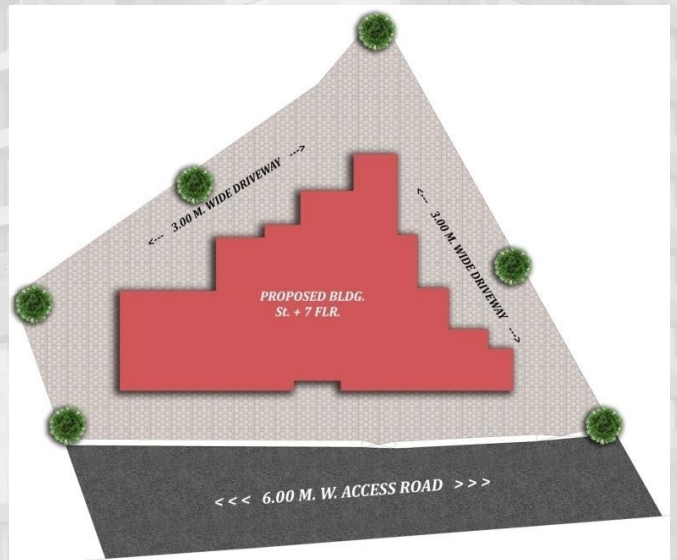 <--- 3.00 M. WIDE DRIVEWAY --->
<--- 3.00 M. WIDE DRIVEWAY --->
PROPOSED BLDG.
St. + 7 FLR.
<<< 6.00 M. W. ACCESS ROAD >>>